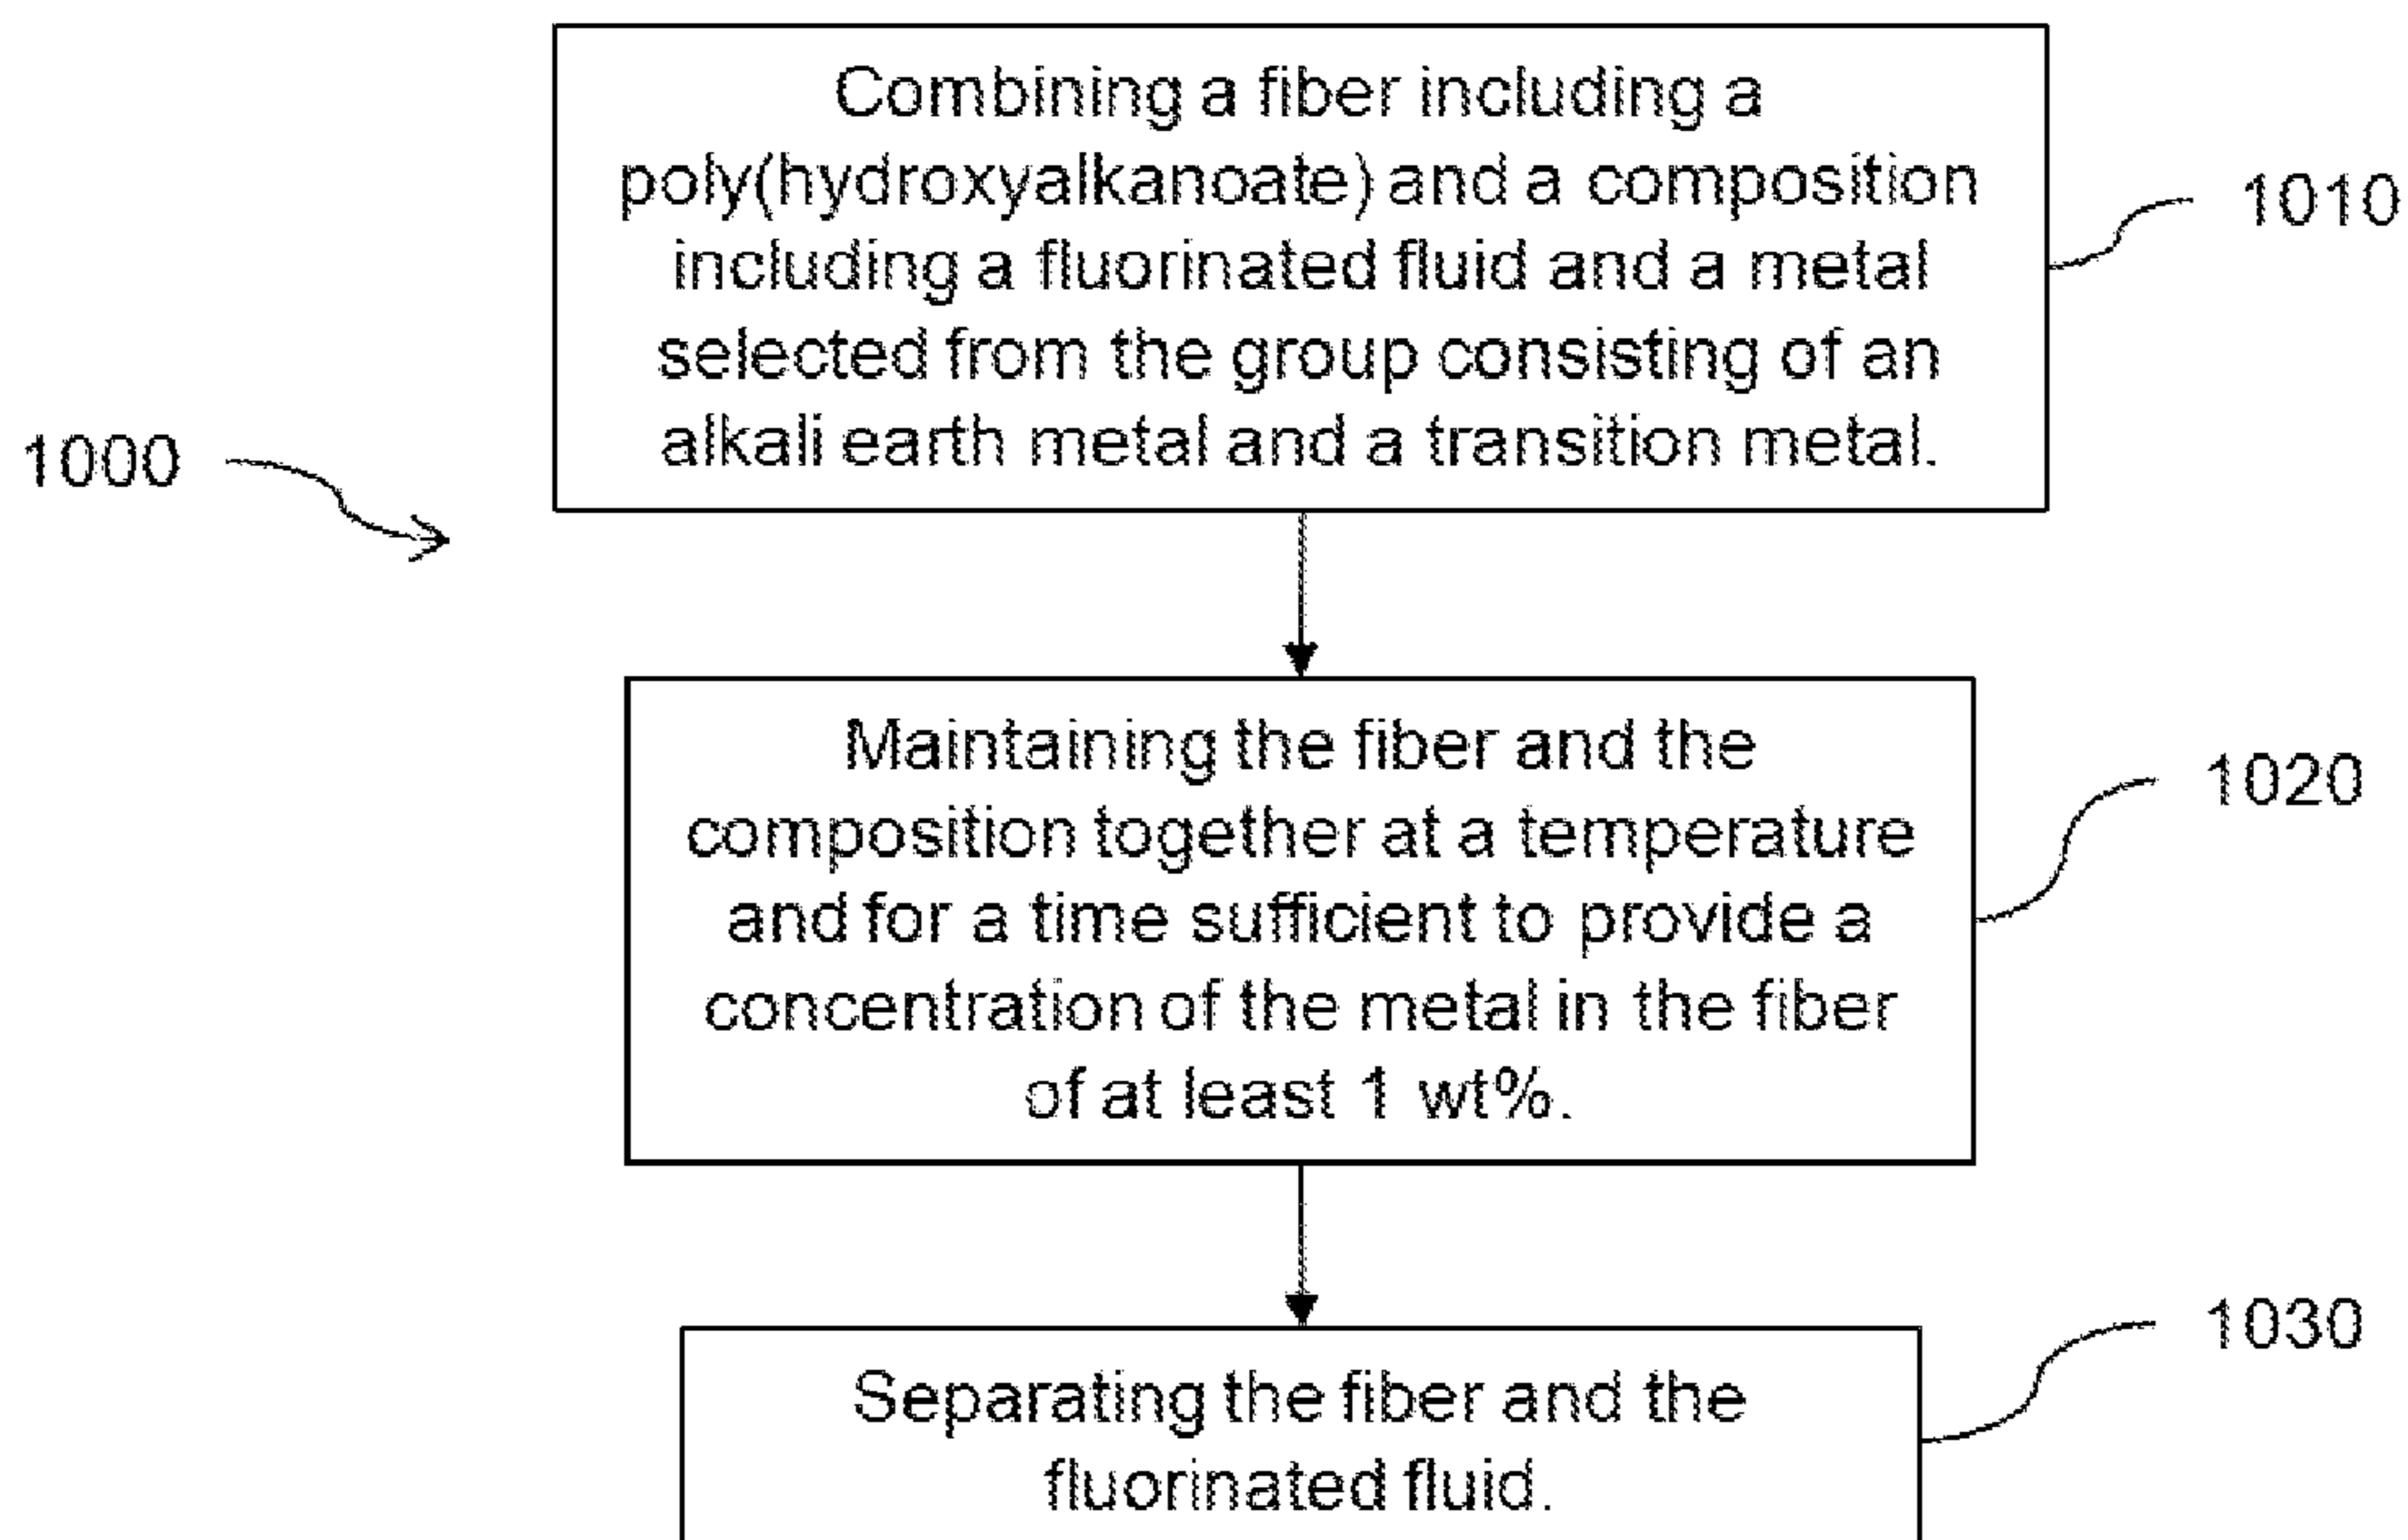 Combining a fiber including a
poly(hydroxyalkanoate) and a composition
including a fluorinated fluid and a metal
selected from the group consisting of an
alkali earth metal and a transition metal.
1010
1000
Maintaining the fiber and the
composition together at a temperature
and for a time sufficient to provide a
concentration of the metal in the fiber
of at least 1 wt%.
1020
Separating the fiber and the
fluorinated fluid.
1030